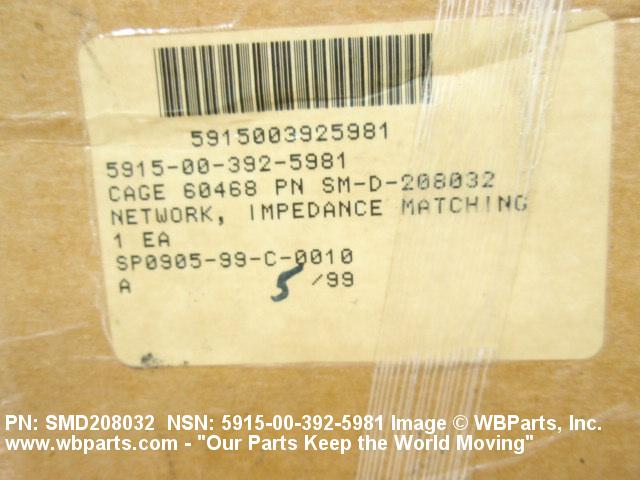 5915003925981
5915-00-392-5981
CAGE 60468 PN SM-D-208032
NETWORK, IMPEDANCE MATCHING
1 EA
SP0905-99-C-0010
A 5 /99
PN: SMD208032 NSN: 5915-00-392-5981 Image © WBParts, Inc.
www.wbparts.com - "Our Parts Keep the World Moving"